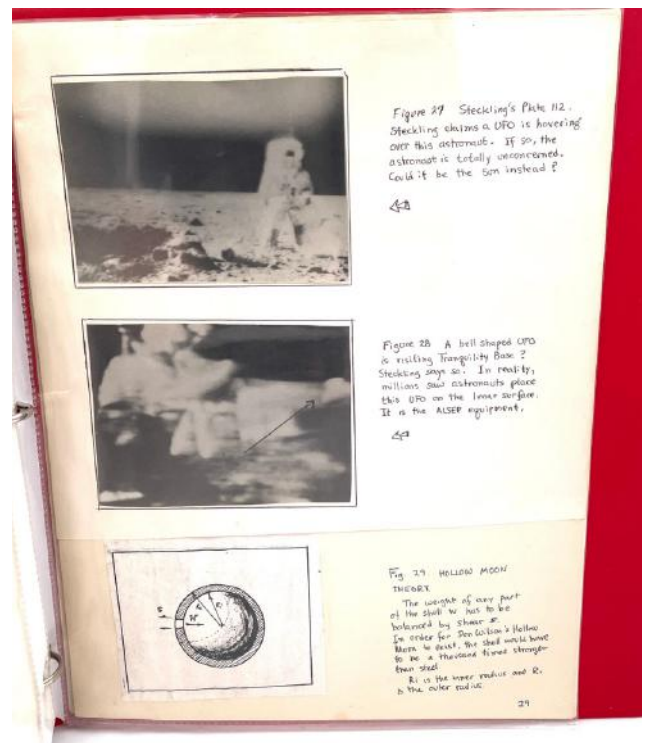 Figure 27 Steckling's Plate 112.
Steckling claims a UFO is hovering
over this astronaut. If so, the
astronaut is totally unconcerned.
Could it be the Sun instead?
Figure 28 A bell shaped UFO
is visiting Tranquility Base?
Steckling says so. In reality,
millions saw astronauts place
this UFO on the lunar surface.
It is the ALSEP equipment.
Fig 29 HOLLOW MOON
THEORY
The weight of any part
of the shell w has to be
balanced by shear s.
In order for Don Wilson's Hollow
Moon to exist, the shell would have
to be a thousand times stronger
than steel
Ri is the inner radius and R
is the outer radius.
29